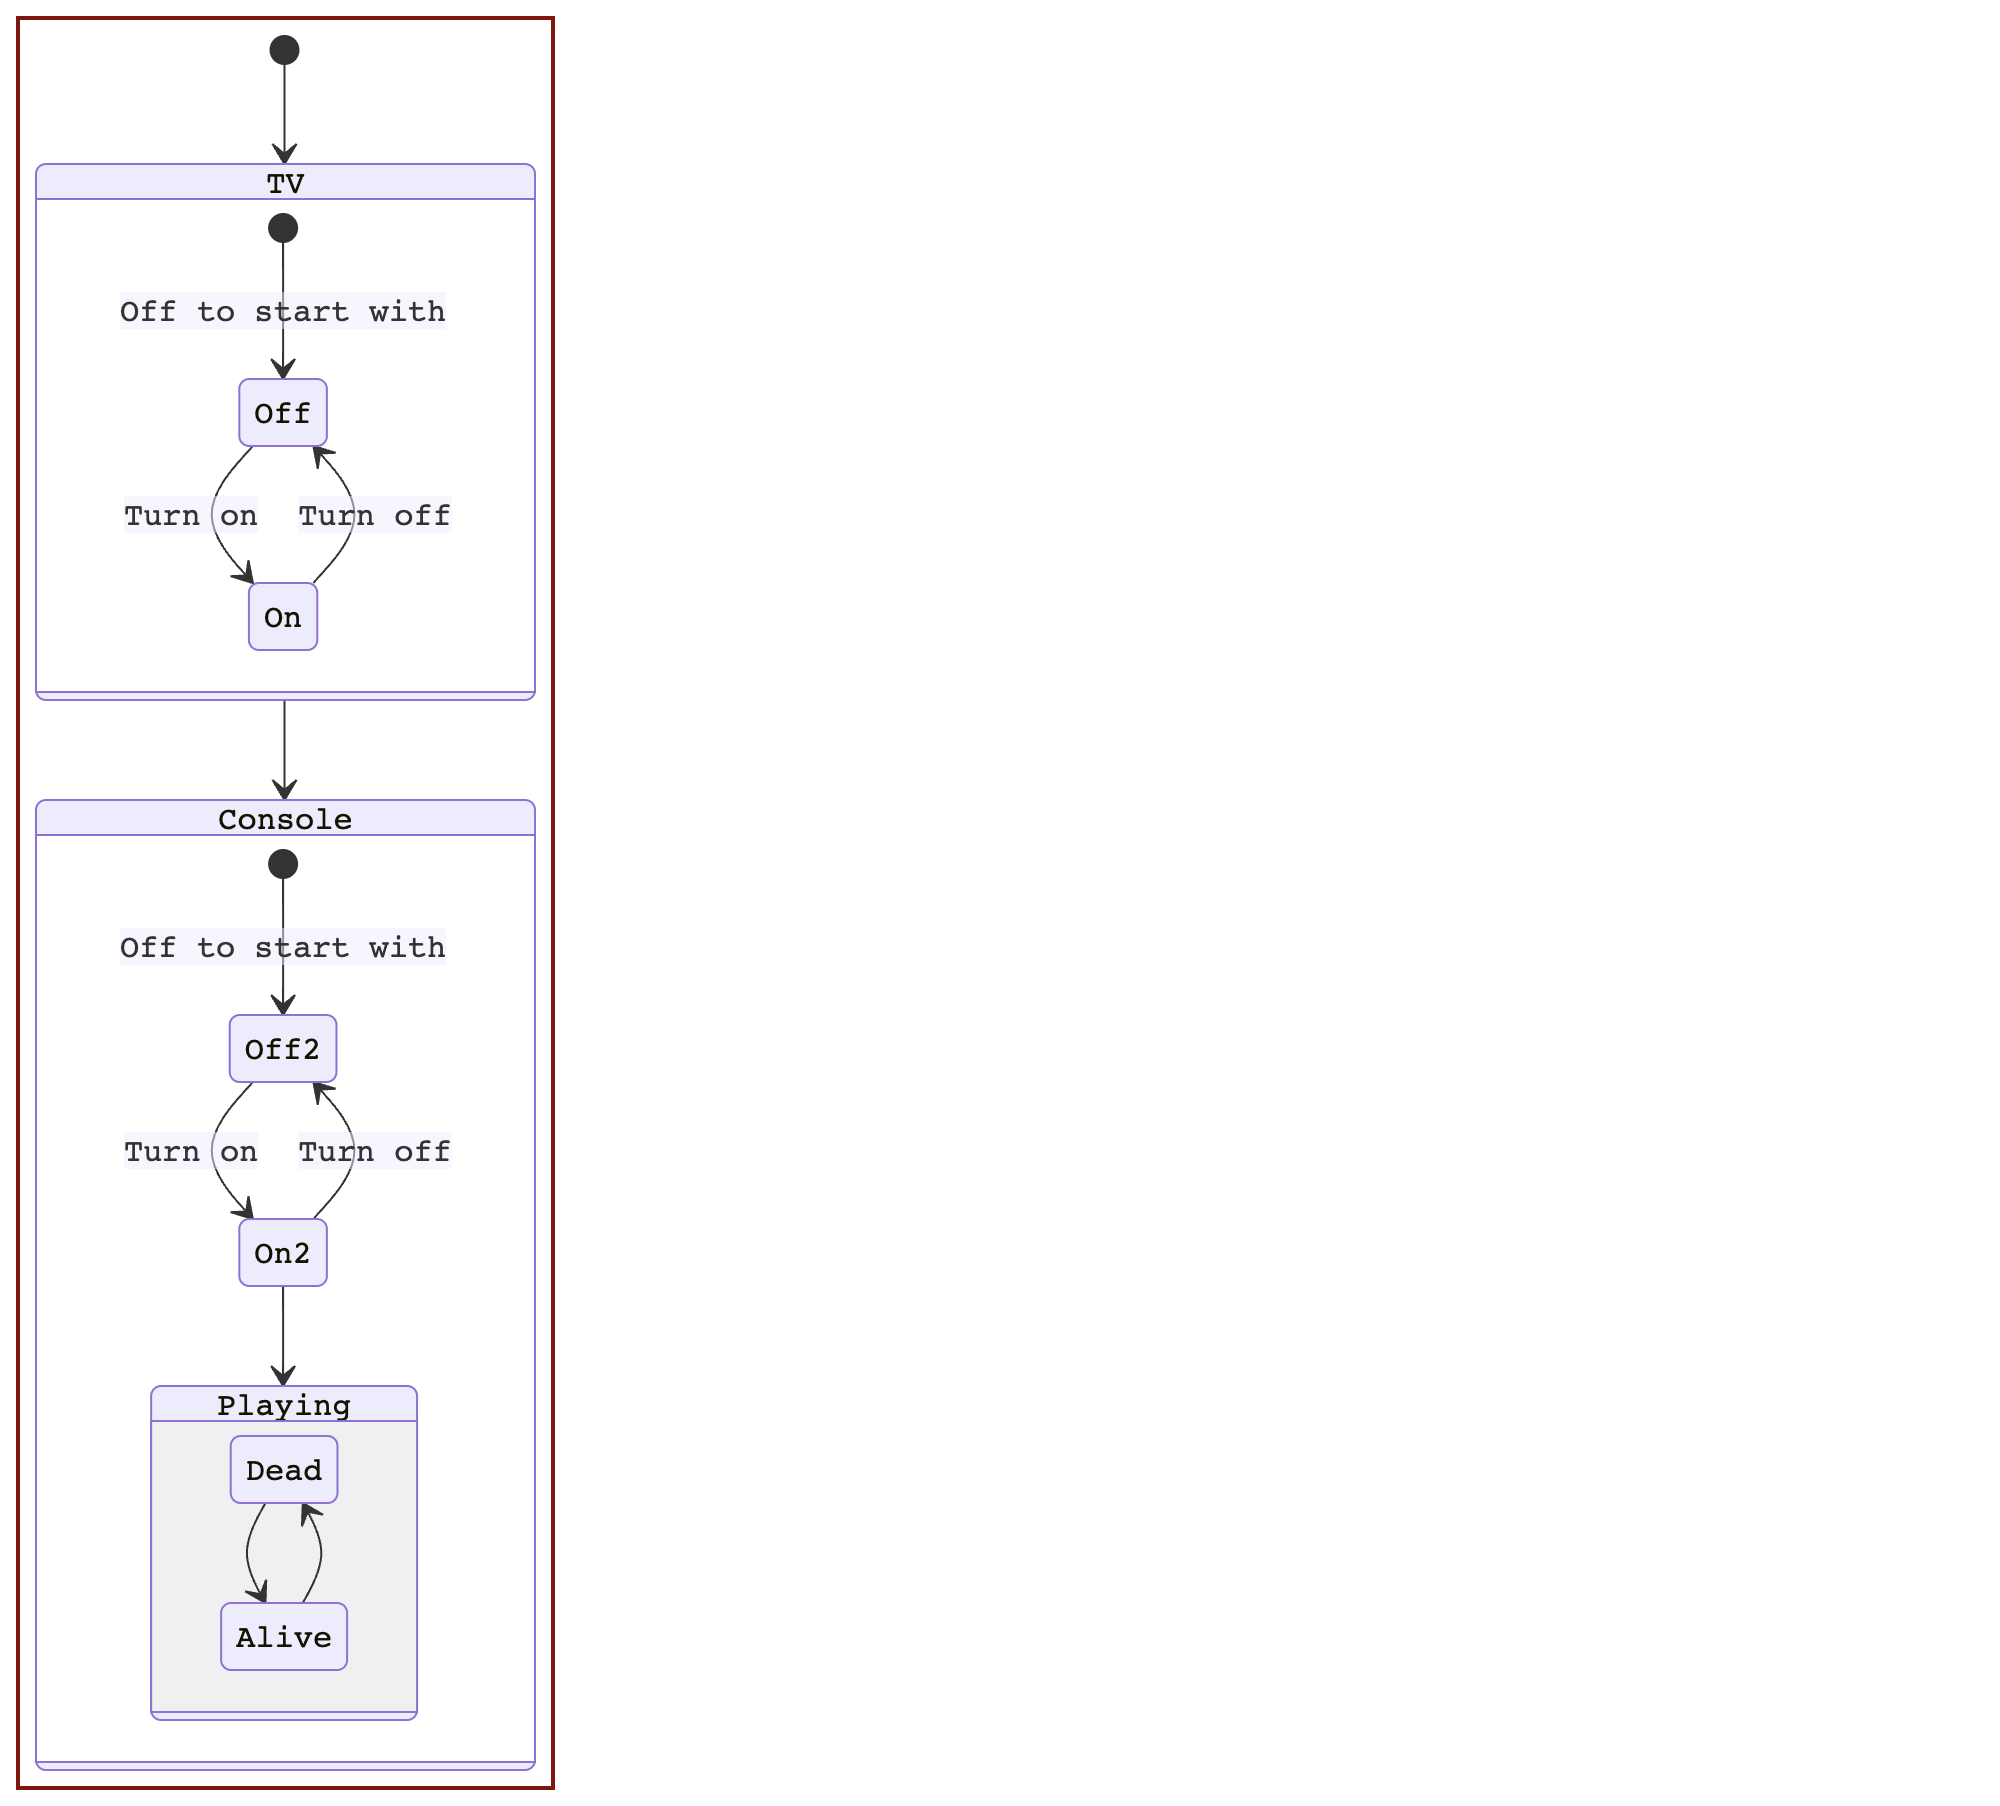 TV
Off to start with
Off
Turn on Turn off
On
Console
Off to start with
Off2
Turn on Turn off
On2
Playing
Dead
Alive